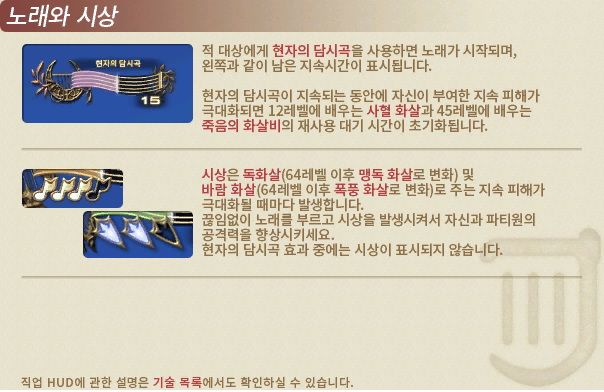 노래와 시상
현자의 담시곡
15
적 대상에게 현자의 담시곡을 사용하면 노래가 시작되며,
왼쪽과 같이 남은 지속시간이 표시됩니다.
현자의 담시곡이 지속되는 동안에 자신이 부여한 지속 피해가
극대화되면 12레벨에 배우는 사혈 화살과 45레벨에 배우는
죽음의 화살비의 재사용 대기 시간이 초기화됩니다.
시상은 독화살(64레벨 이후 맹독 화살로 변화) 및
바람 화살(64레벨 이후 폭풍 화살로 변화)로 주는 지속 피해가
극대화될 때마다 발생합니다.
끊임없이 노래를 부르고 시상을 발생시켜서 자신과 파티원의
공격력을 향상시키세요.
현자의 담시곡 효과 중에는 시상이 표시되지 않습니다.
직업 HUD에 관한 설명은 기술 목록에서도 확인하실 수 있습니다.